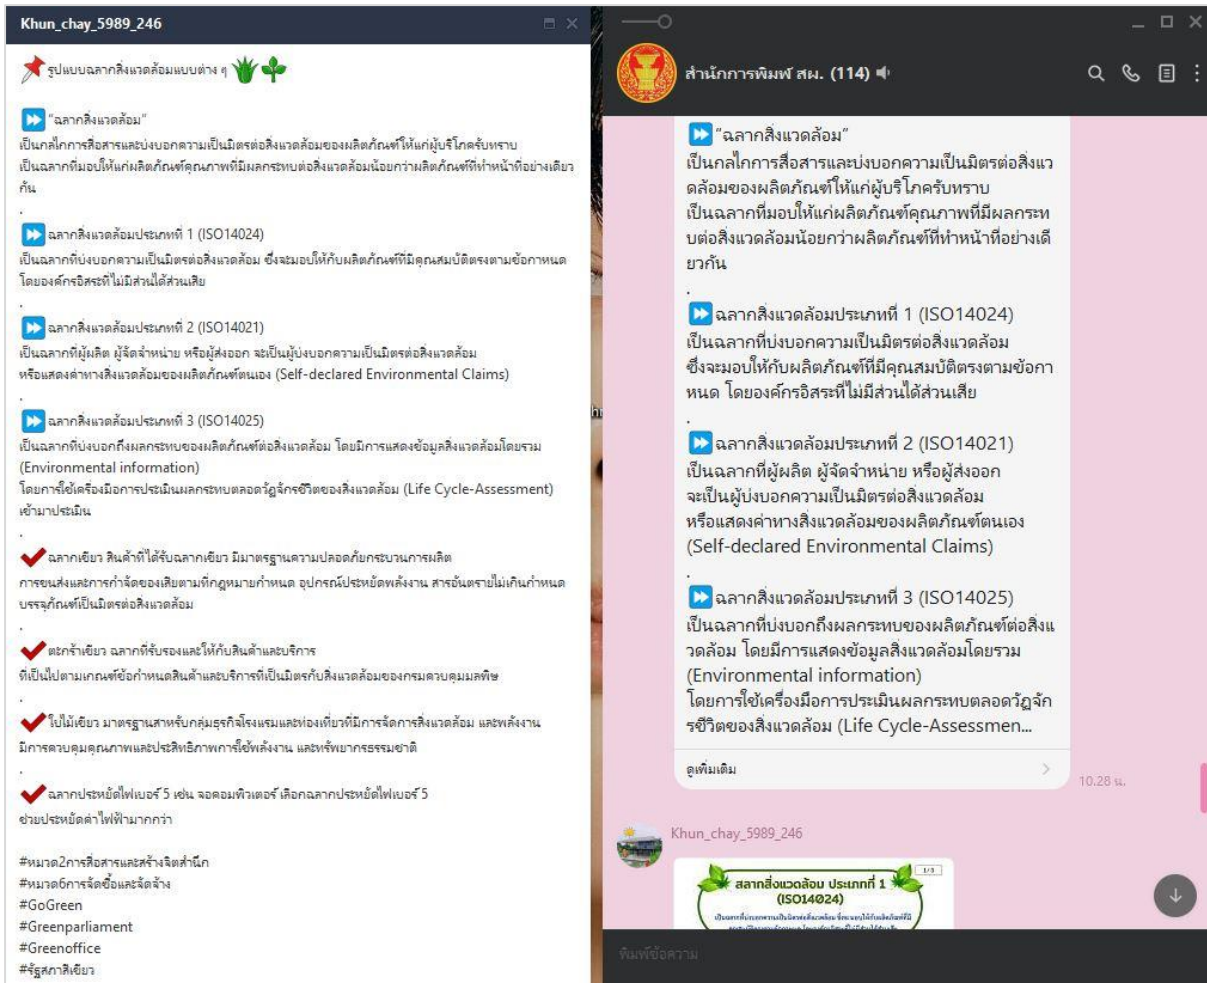 Khun_chay_5989_246
รูปแบบฉลากสิ่งแวดล้อมแบบต่าง ๆ
"ฉลากสิ่งแวดล้อม"
เป็นกลไกการสื่อสารและบ่งบอกความเป็นมิตรต่อสิ่งแวดล้อมของผลิตภัณฑ์ให้แก่ผู้บริโภครับทราบ
เป็นฉลากที่มอบให้แก่ผลิตภัณฑ์คุณภาพที่มีผลกระทบต่อสิ่งแวดล้อมน้อยกว่าผลิตภัณฑ์ที่ทำหน้าที่อย่างเดียว
กัน
.
ฉลากสิ่งแวดล้อมประเภทที่ 1 (ISO14024)
เป็นฉลากที่บ่งบอกความเป็นมิตรต่อสิ่งแวดล้อม ซึ่งจะมอบให้กับผลิตภัณฑ์ที่มีคุณสมบัติตรงตามข้อกำหนด
โดยองค์กรอิสระที่ไม่มีส่วนได้ส่วนเสีย
.
ฉลากสิ่งแวดล้อมประเภทที่ 2 (ISO14021)
เป็นฉลากที่ผู้ผลิต ผู้จัดจำหน่าย หรือผู้ส่งออก จะเป็นผู้บ่งบอกความเป็นมิตรต่อสิ่งแวดล้อม
หรือแสดงค่าทางสิ่งแวดล้อมของผลิตภัณฑ์ตนเอง (Self-declared Environmental Claims)
.
ฉลากสิ่งแวดล้อมประเภทที่ 3 (ISO14025)
เป็นฉลากที่บ่งบอกถึงผลกระทบของผลิตภัณฑ์ต่อสิ่งแวดล้อม โดยมีการแสดงข้อมูลสิ่งแวดล้อมโดยรวม
(Environmental information)
โดยการใช้เครื่องมือการประเมินผลกระทบตลอดวัฏจักรชีวิตของสิ่งแวดล้อม (Life Cycle-Assessment)
เข้ามาประเมิน
.
ฉลากเขียว สินค้าที่ได้รับฉลากเขียว มีมาตรฐานความปลอดภัยกระบวนการผลิต
การขนส่งและการกำจัดของเสียตามที่กฎหมายกำหนด อุปกรณ์ประหยัดพลังงาน สารอันตรายไม่เกินกำหนด
บรรจุภัณฑ์เป็นมิตรต่อสิ่งแวดล้อม
.
ตะกร้าเขียว ฉลากที่รับรองและให้กับสินค้าและบริการ
ที่เป็นไปตามเกณฑ์ข้อกำหนดสินค้าและบริการที่เป็นมิตรกับสิ่งแวดล้อมของกรมควบคุมมลพิษ
.
ใบไม้เขียว มาตรฐานสาหรับกลุ่มธุรกิจโรงแรมและท่องเที่ยวที่มีการจัดการสิ่งแวดล้อม และพลังงาน
มีการควบคุมคุณภาพและประสิทธิภาพการใช้พลังงาน และทรัพยากรธรรมชาติ
.
ฉลากประหยัดไฟเบอร์ 5 เช่น จอคอมพิวเตอร์ เลือกฉลากประหยัดไฟเบอร์ 5
ช่วยประหยัดค่าไฟฟ้ามากกว่า
#หมวด2การสื่อสารและสร้างจิตสำนึก
#หมวด6การจัดซื้อและจัดจ้าง
#GoGreen
#Greenparliament
#Greenoffice
#รัฐสภาสีเขียว
สำนักการพิมพ์ สผ. (114)
"ฉลากสิ่งแวดล้อม"
เป็นกลไกการสื่อสารและบ่งบอกความเป็นมิตรต่อสิ่งแว
ดล้อมของผลิตภัณฑ์ให้แก่ผู้บริโภครับทราบ
เป็นฉลากที่มอบให้แก่ผลิตภัณฑ์คุณภาพที่มีผลกระท
บต่อสิ่งแวดล้อมน้อยกว่าผลิตภัณฑ์ที่ทำหน้าที่อย่างเดี
ยวกัน
.
ฉลากสิ่งแวดล้อมประเภทที่ 1 (ISO14024)
เป็นฉลากที่บ่งบอกความเป็นมิตรต่อสิ่งแวดล้อม
ซึ่งจะมอบให้กับผลิตภัณฑ์ที่มีคุณสมบัติตรงตามข้อกำ
หนด โดยองค์กรอิสระที่ไม่มีส่วนได้ส่วนเสีย
.
ฉลากสิ่งแวดล้อมประเภทที่ 2 (ISO14021)
เป็นฉลากที่ผู้ผลิต ผู้จัดจำหน่าย หรือผู้ส่งออก
จะเป็นผู้บ่งบอกความเป็นมิตรต่อสิ่งแวดล้อม
หรือแสดงค่าทางสิ่งแวดล้อมของผลิตภัณฑ์ตนเอง
(Self-declared Environmental Claims)
.
ฉลากสิ่งแวดล้อมประเภทที่ 3 (ISO14025)
เป็นฉลากที่บ่งบอกถึงผลกระทบของผลิตภัณฑ์ต่อสิ่งแ
วดล้อม โดยมีการแสดงข้อมูลสิ่งแวดล้อมโดยรวม
(Environmental information)
โดยการใช้เครื่องมือการประเมินผลกระทบตลอดวัฏจัก
รชีวิตของสิ่งแวดล้อม (Life Cycle-Assessmen...
ดูเพิ่มเติม
10.28 น.
Khun_chay_5989_246
1/3
สลากสิ่งแวดล้อม ประเภทที่ 1
(ISO14024)
พิมพ์ข้อความ